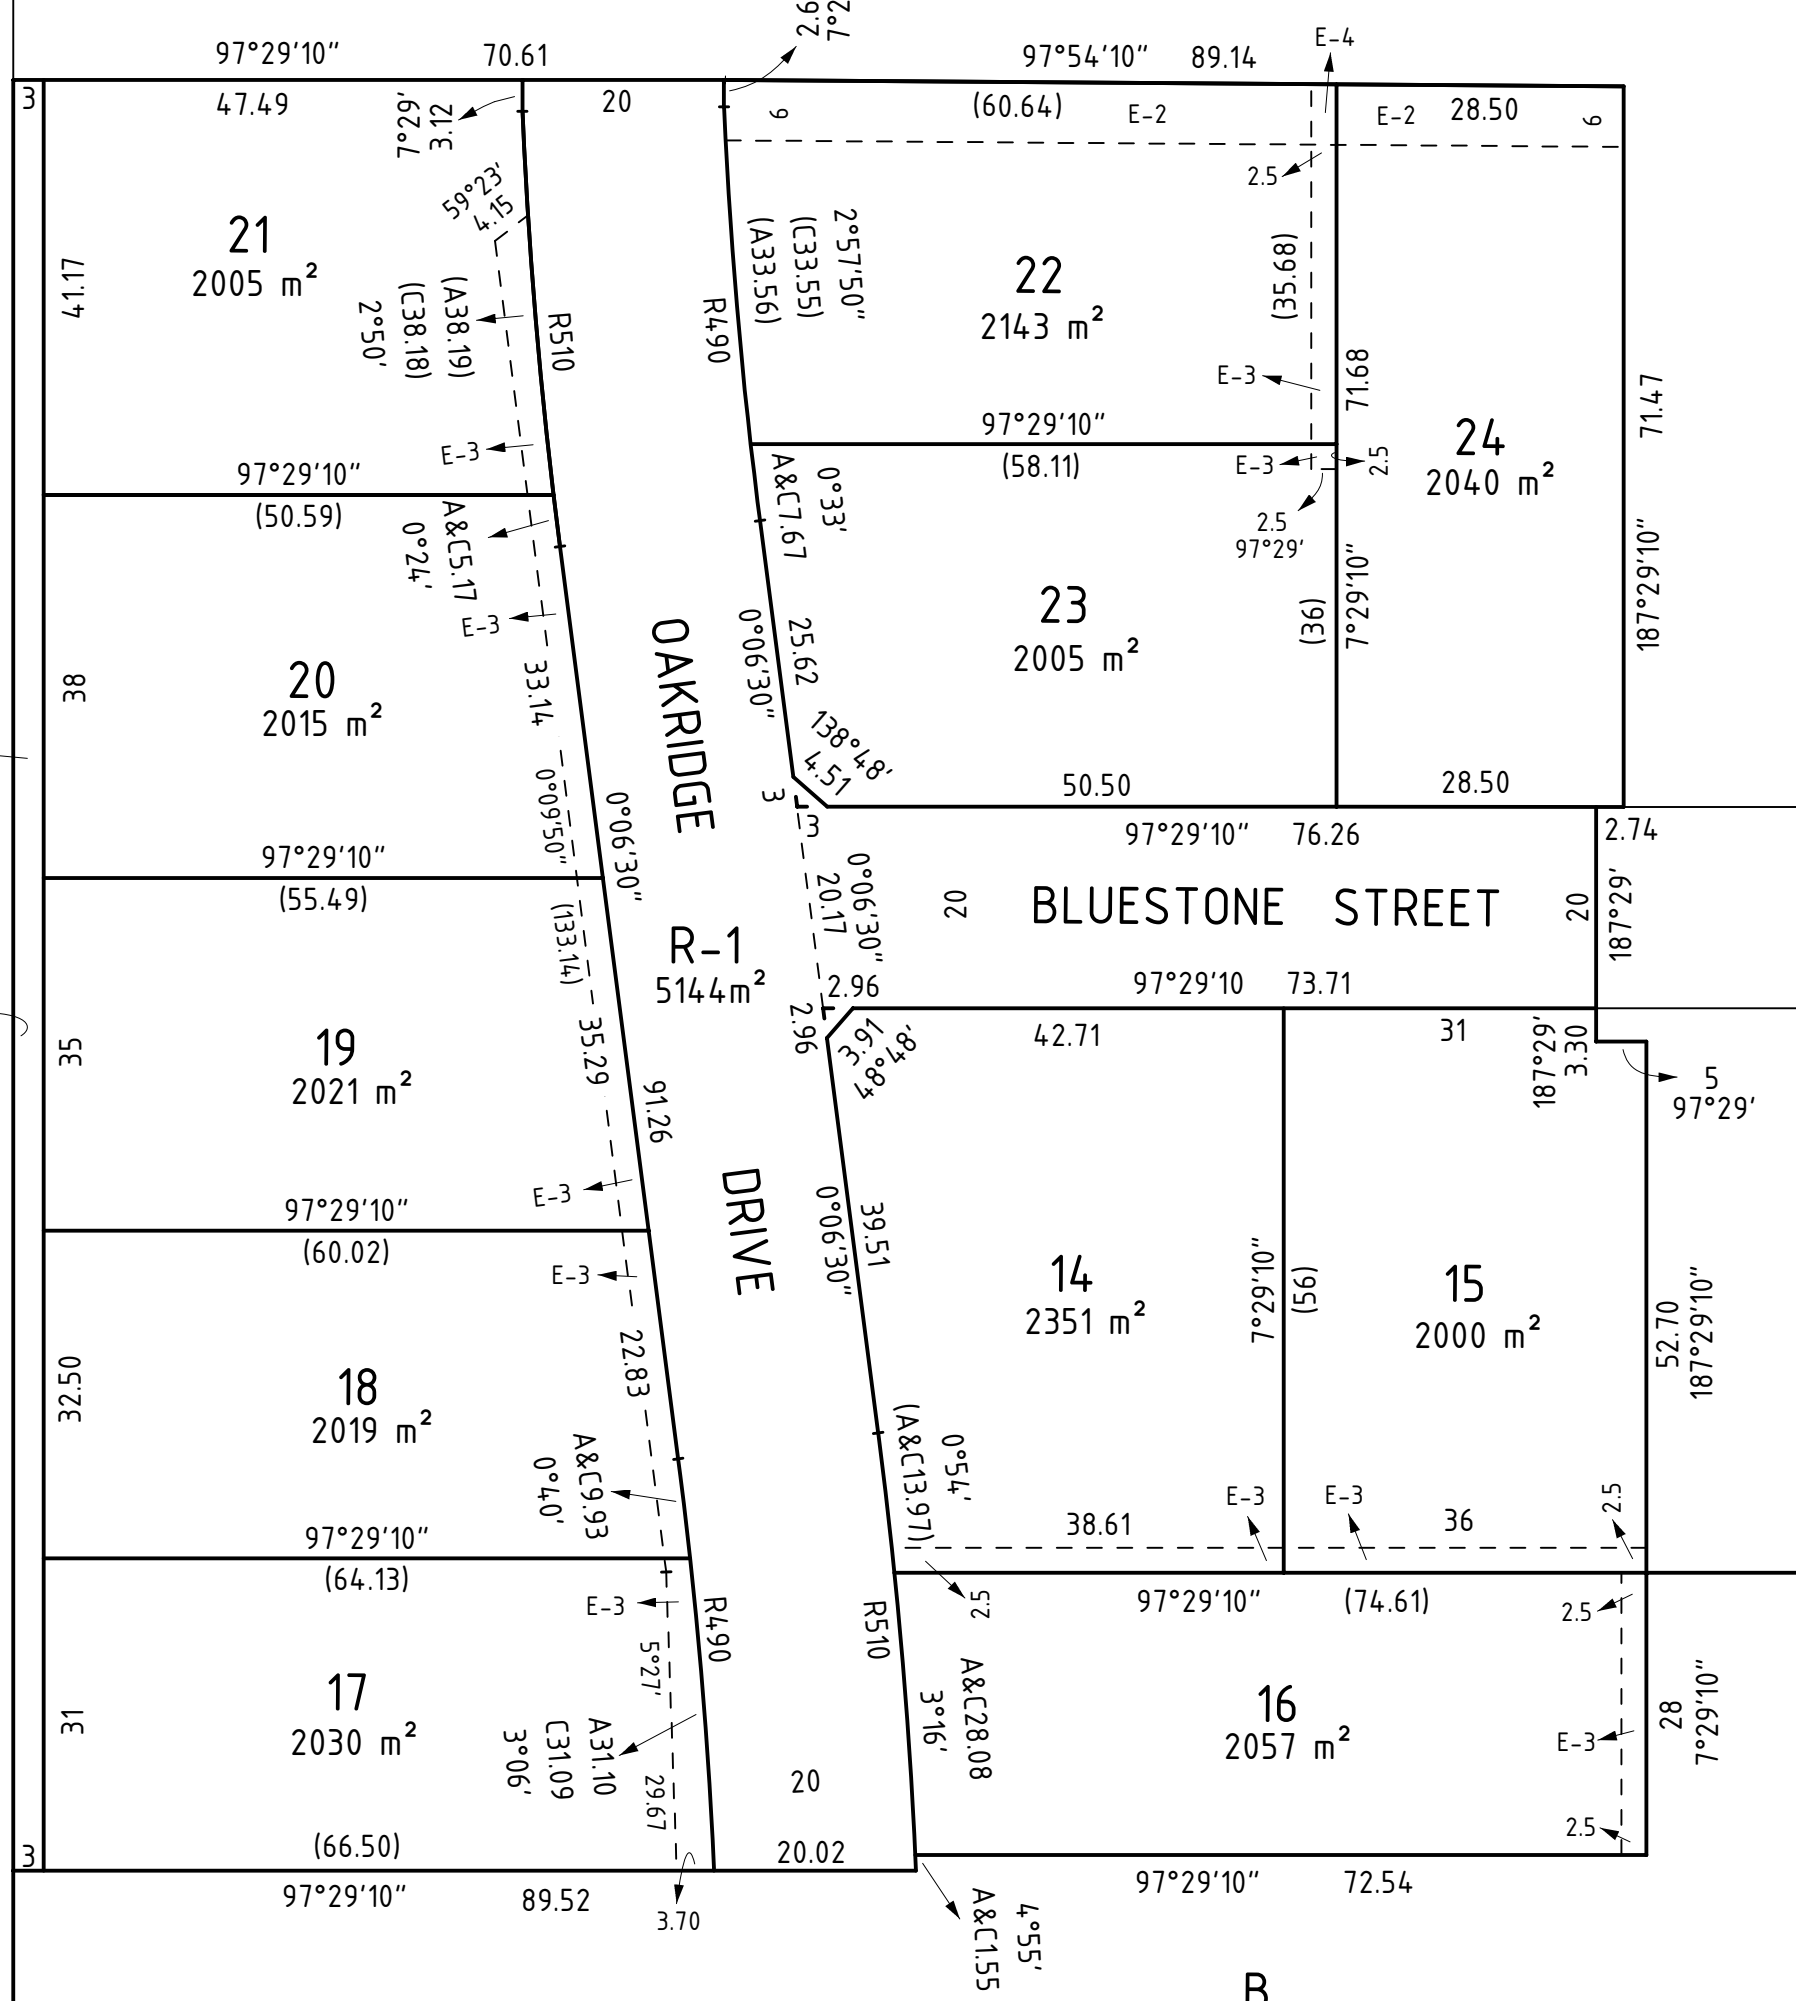 97°29'10"
70.61
2.6
7°2
97°54'10"
89.14
E-4
3
47.49
7°29'
3.12
20
6
(60.64)
E-2
E-2
28.50
6
2.5
59°23'
4.15
21
2005 m²
41.17
(A38.19)
(C38.18)
2°50'
R510
R490
(A33.56)
(C33.55)
2°57'50"
22
2143 m²
(35.68)
E-3
71.68
71.47
24
2040 m²
97°29'10"
(58.11)
E-3
2.5
2.5
97°29'
E-3
97°29'10"
(50.59)
A&C5.17
0°24'
E-3
A&C7.67
0°33'
25.62
0°06'30"
23
2005 m²
(36)
7°29'10"
187°29'10"
20
2015 m²
38
33.14
0°09'50"
(133.14)
0°06'30"
OAKRIDGE
138°48'
4.51
3
3
50.50
28.50
97°29'10"
76.26
2.74
97°29'10"
(55.49)
0°06'30"
20.17
20
BLUESTONE STREET
20
187°29'
R-1
5144m²
2.96
2.96
97°29'10
73.71
3.91
48°48'
42.71
31
187°29'
3.30
5
97°29'
19
2021 m²
35
35.29
91.26
E-3
97°29'10"
(60.02)
E-3
DRIVE
0°06'30"
39.51
14
2351 m²
7°29'10"
(56)
15
2000 m²
52.70
187°29'10"
18
2019 m²
32.50
22.83
A&C9.93
0°40'
(A&C13.97)
0°54'
38.61
E-3
E-3
36
2.5
97°29'10"
(64.13)
E-3
R490
R510
2.5
97°29'10"
(74.61)
2.5
17
2030 m²
31
5°27'
29.67
A31.10
C31.09
3°06'
3°16'
A&C28.08
16
2057 m²
E-3
28
7°29'10"
2.5
20
3
(66.50)
20.02
97°29'10"
89.52
3.70
97°29'10"
72.54
A&C1.55
4°55'
B